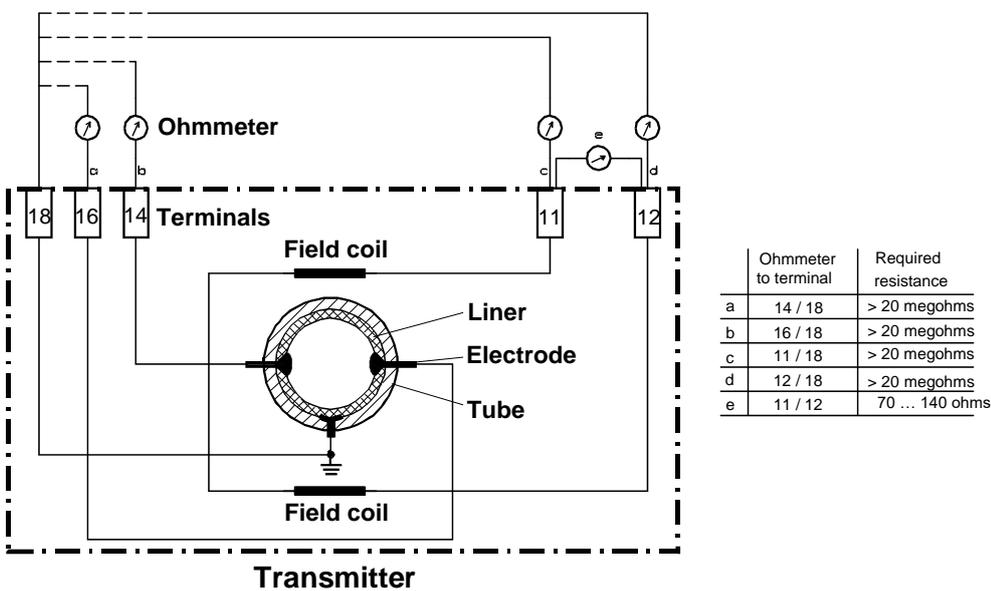 Ohmmeter
e
a
b
c
d
18
16
14
Terminals
11
12
Field coil
Liner
Electrode
Tube
Field coil
Transmitter
Ohmmeter to terminal
Required resistance
a 14 / 18 > 20 megohms
b 16 / 18 > 20 megohms
c 11 / 18 > 20 megohms
d 12 / 18 > 20 megohms
e 11 / 12 70 … 140 ohms